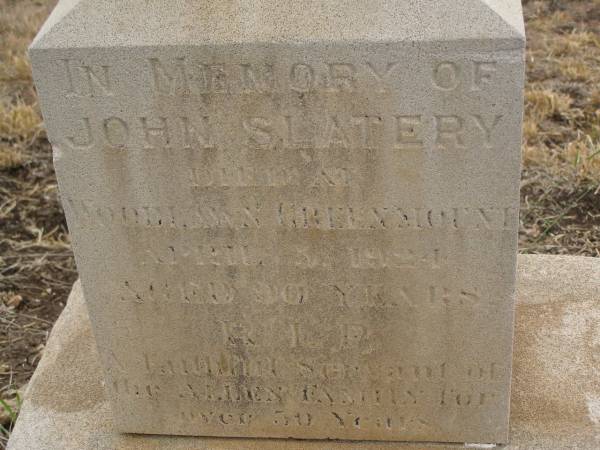 IN MEMORY OF
JOHN SLATERY
DIED AT
WOODLAWN GREENMOUNT
APRIL 5, 1924
AGED 90 YEARS
R. I. P.
A Faithful Servant of
the ALLEN FAMILY For
over 50 Years